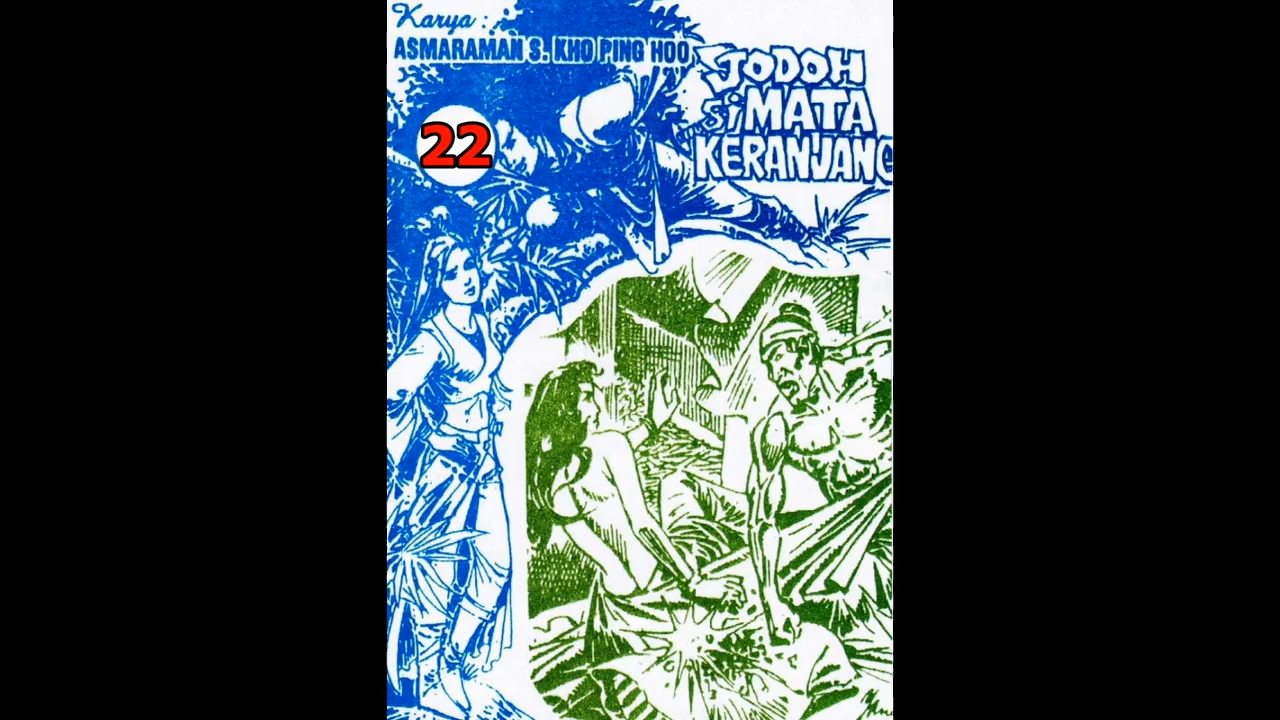 Karya :
ASMARAMAN S. KHO PING HOO
JODOH
Si MATA
KERANJANG
22